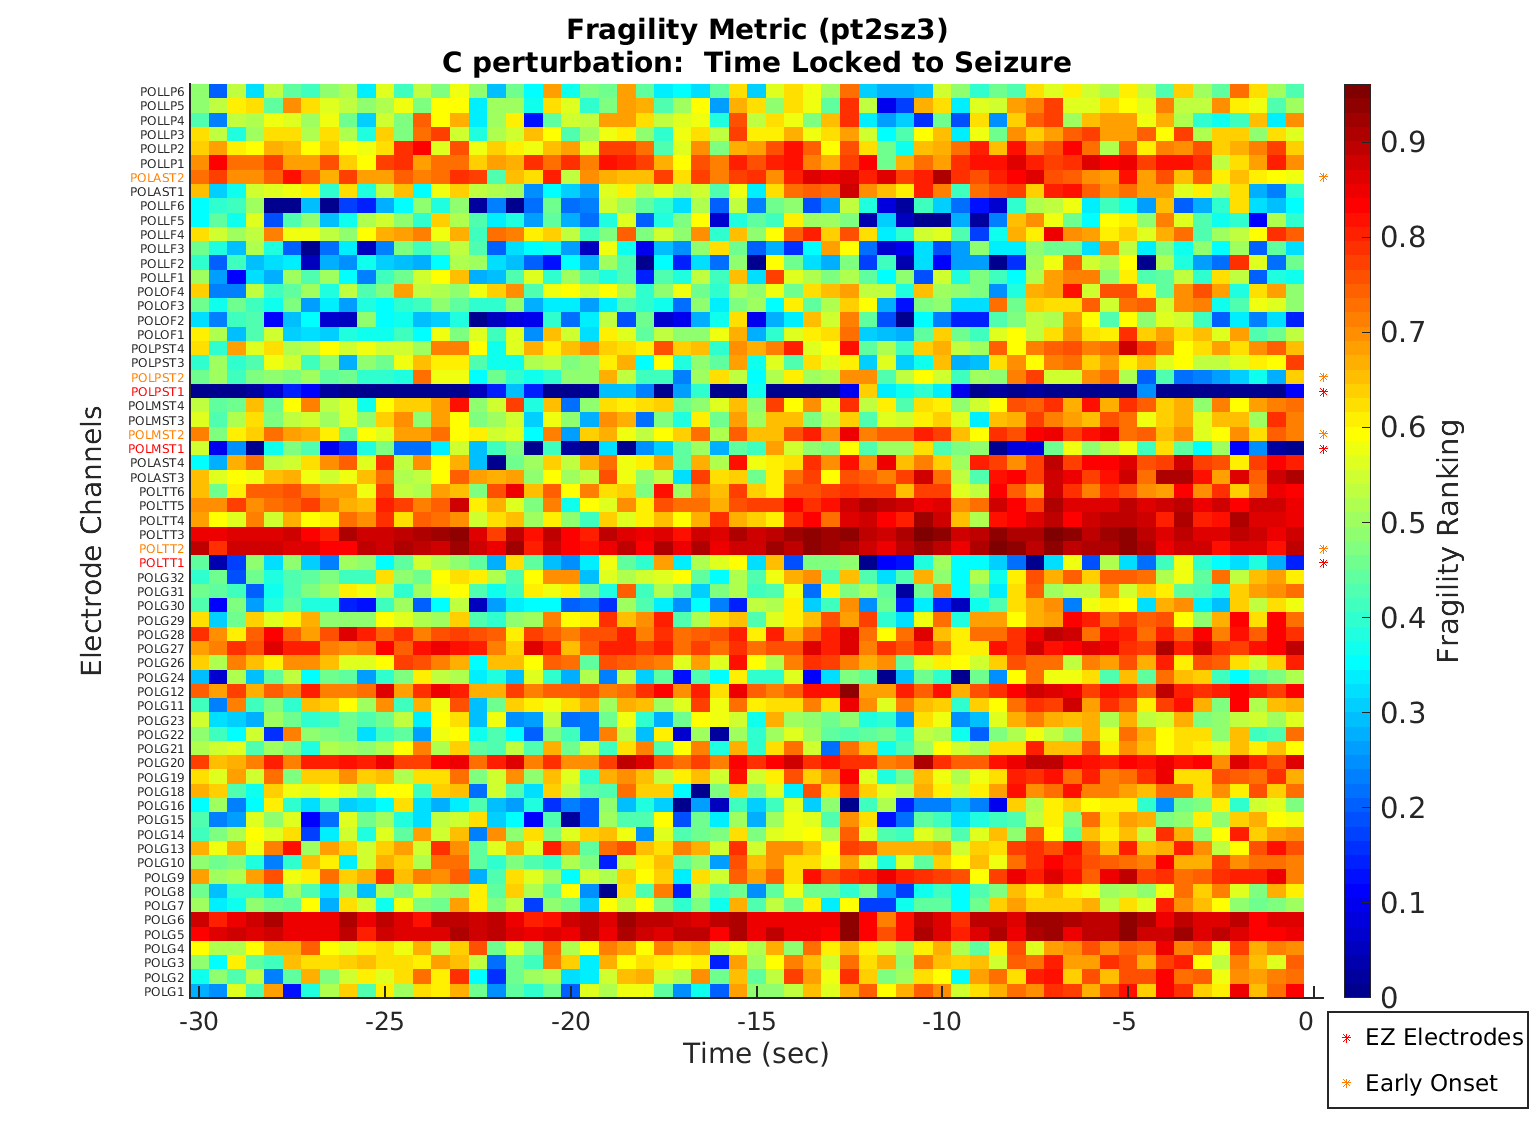 Fragility Metric (pt2sz3)
C perturbation:  Time Locked to Seizure
POLLP6
POLLP5
POLLP4
POLLP3
POLLP2
POLLP1
POLAST2
POLAST1
POLLF6
POLLF5
POLLF4
POLLF3
POLLF2
POLLF1
POLOF4
POLOF3
POLOF2
POLOF1
POLPST4
POLPST3
POLPST2
POLPST1
POLMST4
POLMST3
POLMST2
POLMST1
POLAST4
POLAST3
POLTT6
POLTT5
POLTT4
POLTT3
POLTT2
POLTT1
POLG32
POLG31
POLG30
POLG29
POLG28
POLG27
POLG26
POLG24
POLG12
POLG11
POLG23
POLG22
POLG21
POLG20
POLG19
POLG18
POLG16
POLG15
POLG14
POLG13
POLG10
POLG9
POLG8
POLG7
POLG6
POLG5
POLG4
POLG3
POLG2
POLG1
Electrode Channels
-30 -25 -20 -15 -10 -5 0
Time (sec)
0.9
0.8
0.7
0.6
0.5
0.4
0.3
0.2
0.1
0
Fragility Ranking
EZ Electrodes
Early Onset